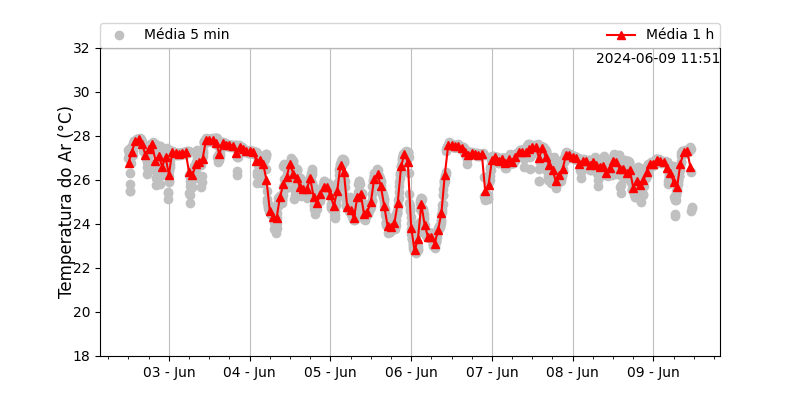 Média 5 min
Média 1 h
2024-06-09 11:51
Temperatura do Ar (°C)
32
30
28
26
24
22
20
18
03 - Jun
04 - Jun
05 - Jun
06 - Jun
07 - Jun
08 - Jun
09 - Jun